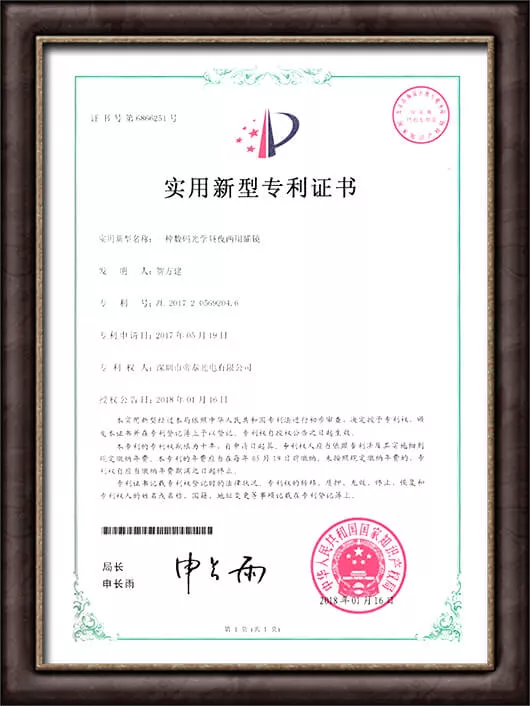 证书号第6866251号
实用新型专利证书
实用新型名称：一种数码光学昼夜两用瞄镜
发 明 人：贺方建
专 利 号：ZL 2017 2 0569204.6
专利申请日：2017年05月19日
专 利 权 人：深圳市帝泰光电有限公司
授权公告日：2018年01月16日
本实用新型经过本局依照中华人民共和国专利法进行初步审查，决定授予专利权，颁
发本证书并在专利登记簿上予以登记。专利权自授权公告之日起生效。
本专利的专利权期限为十年，自申请日起算。专利权人应当依照专利法及其实施细则
规定缴纳年费。本专利的年费应当在每年05月19日前缴纳。未按照规定缴纳年费的，专
利权自应当缴纳年费期满之日起终止。
专利证书记载专利权登记时的法律状况。专利权的转移、质押、无效、终止、恢复和
专利权人的姓名或名称、国籍、地址变更等事项记载在专利登记簿上。
局长
申长雨
申长雨
中华人民共和国国家知识产权局
2018年01月16日
第1页(共1页)